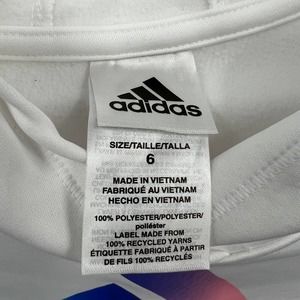 adidas
SIZE/TAILLE/TALLA
6
MADE IN VIETNAM
FABRIQUÉ AU VIETNAM
HECHO EN VIETNAM
100% POLYESTER/POLYESTER/
poliéster
LABEL MADE FROM
100% RECYCLED YARNS
ÉTIQUETTE FABRIQUÉ À PARTIR
DE FILS 100% RECYCLÉS